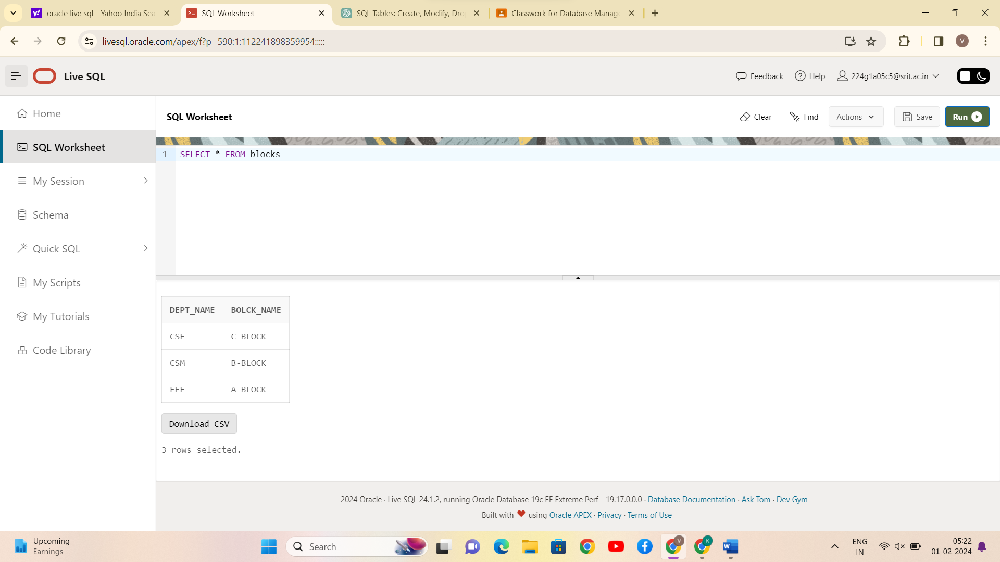 oracle live sql - Yahoo India Sea
SQL Worksheet
SQL Tables: Create, Modify, Dro
Classwork for Database Manage
livesql.oracle.com/apex/f?p=590:1:112241898359954:::::
V
Live SQL
Feedback
Help
224g1a05c5@srit.ac.in
Home
SQL Worksheet
My Session
Schema
Quick SQL
My Scripts
My Tutorials
Code Library
SQL Worksheet
Clear
Find
Actions
Save
Run
1 SELECT * FROM blocks
DEPT_NAME BOLCK_NAME
CSE C-BLOCK
CSM B-BLOCK
EEE A-BLOCK
Download CSV
3 rows selected.
2024 Oracle · Live SQL 24.1.2, running Oracle Database 19c EE Extreme Perf - 19.17.0.0.0 · Database Documentation · Ask Tom · Dev Gym
Built with ❤ using Oracle APEX · Privacy · Terms of Use
Upcoming
Earnings
Search
V
K
W
ENG
IN
05:22
01-02-2024